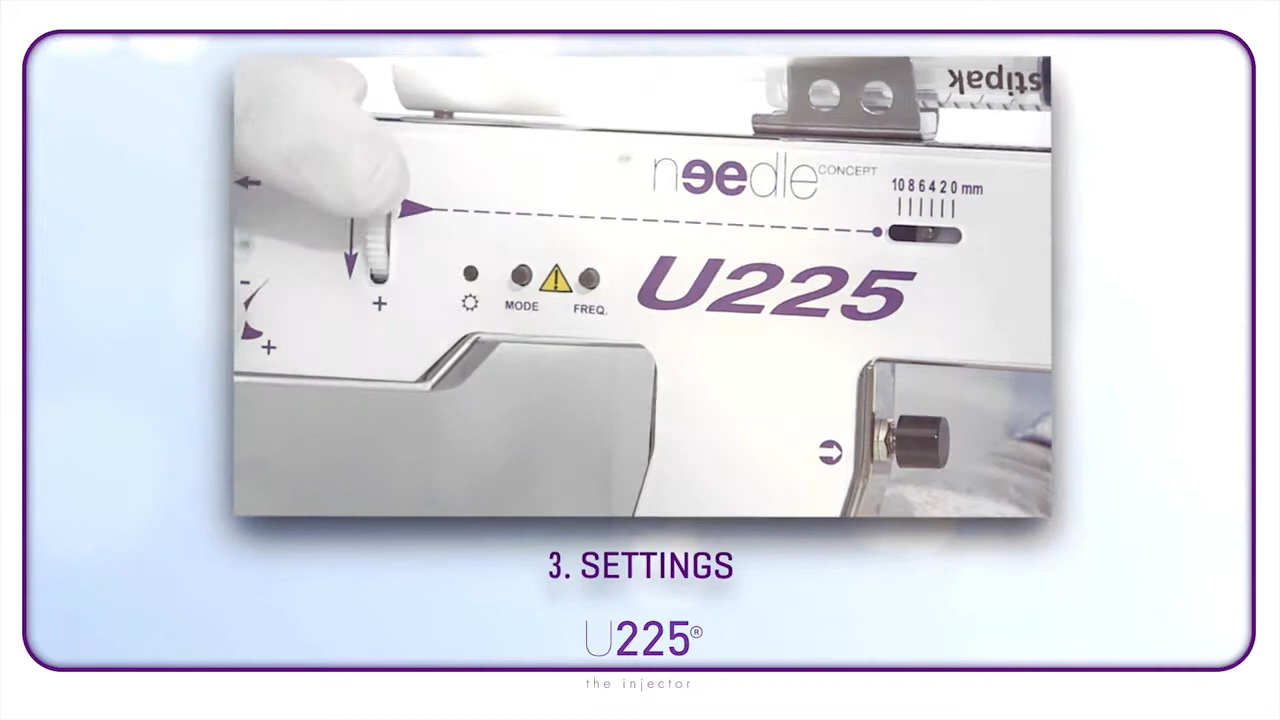 stipak
needle CONCEPT
10 8 6 4 2 0 mm
U225
MODE
FREQ.
-
+
+
3. SETTINGS
U225®
the injector